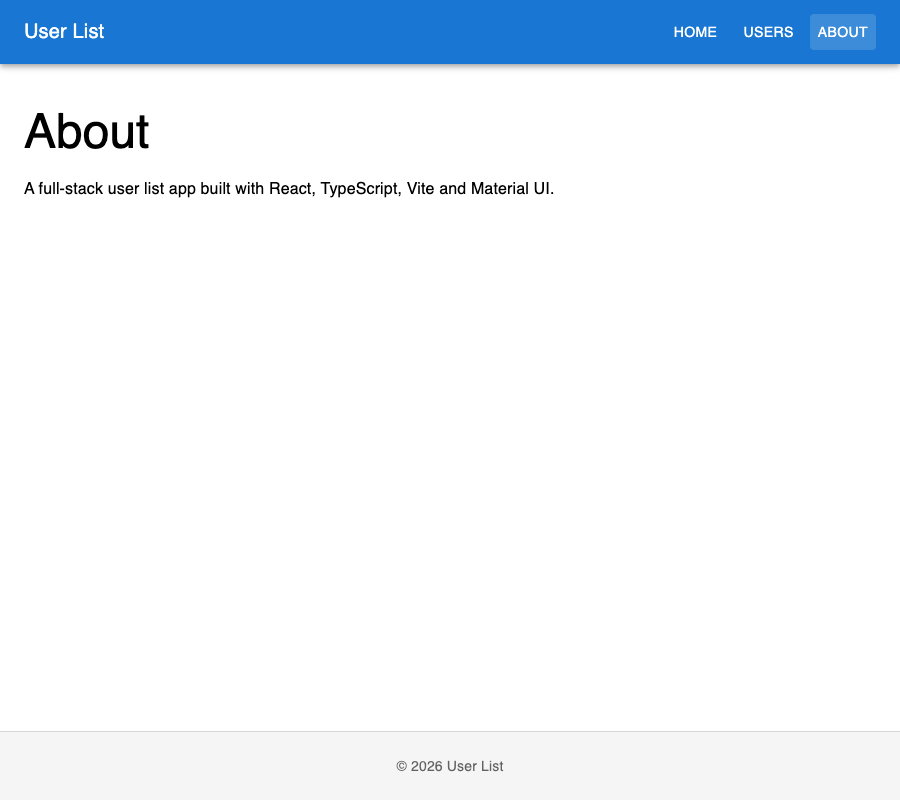 User List
HOME USERS ABOUT
About
A full-stack user list app built with React, TypeScript, Vite and Material UI.
© 2026 User List